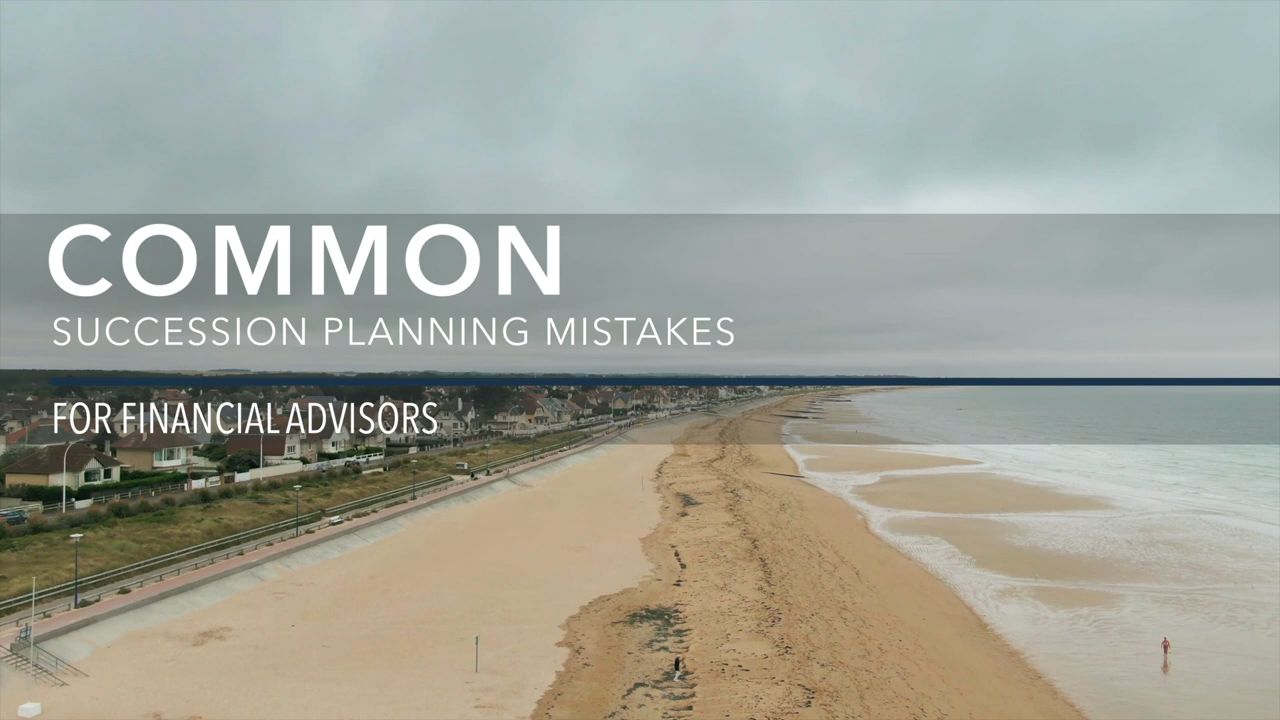 COMMON
SUCCESSION PLANNING MISTAKES
FOR FINANCIAL ADVISORS